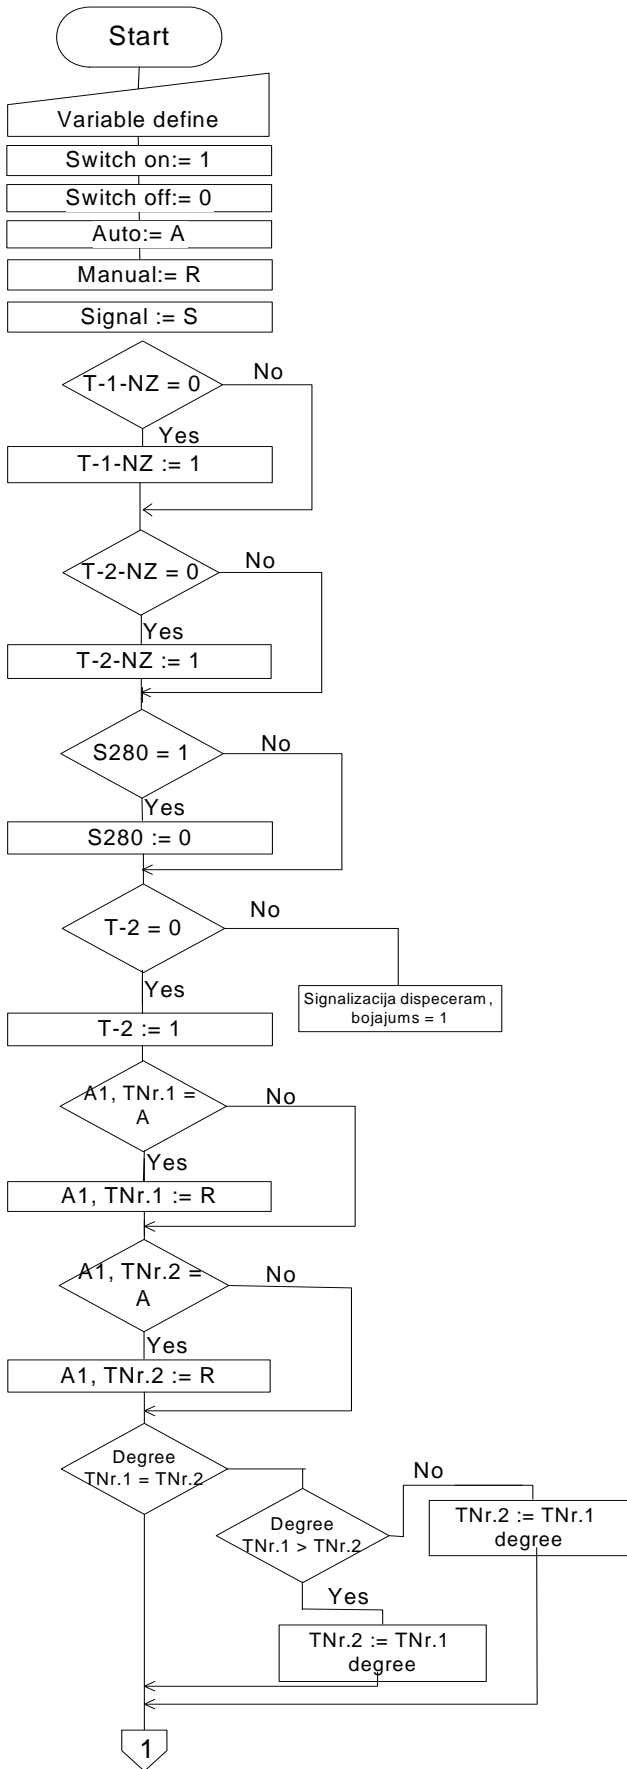 Start
Variable define
Switch on:= 1
Switch off:= 0
Auto:= A
Manual:= R
Signal := S
T-1-NZ = 0
No
Yes
T-1-NZ := 1
T-2-NZ = 0
No
Yes
T-2-NZ := 1
S280 = 1
No
Yes
S280 := 0
T-2 = 0
No
Yes
Signalizacija dispeceram,
bojajums = 1
T-2 := 1
A1, TNr.1 =
A
No
Yes
A1, TNr.1 := R
A1, TNr.2 =
A
No
Yes
A1, TNr.2 := R
Degree
TNr.1 = TNr.2
Degree
TNr.1 > TNr.2
No
TNr.2 := TNr.1
degree
Yes
TNr.2 := TNr.1
degree
1